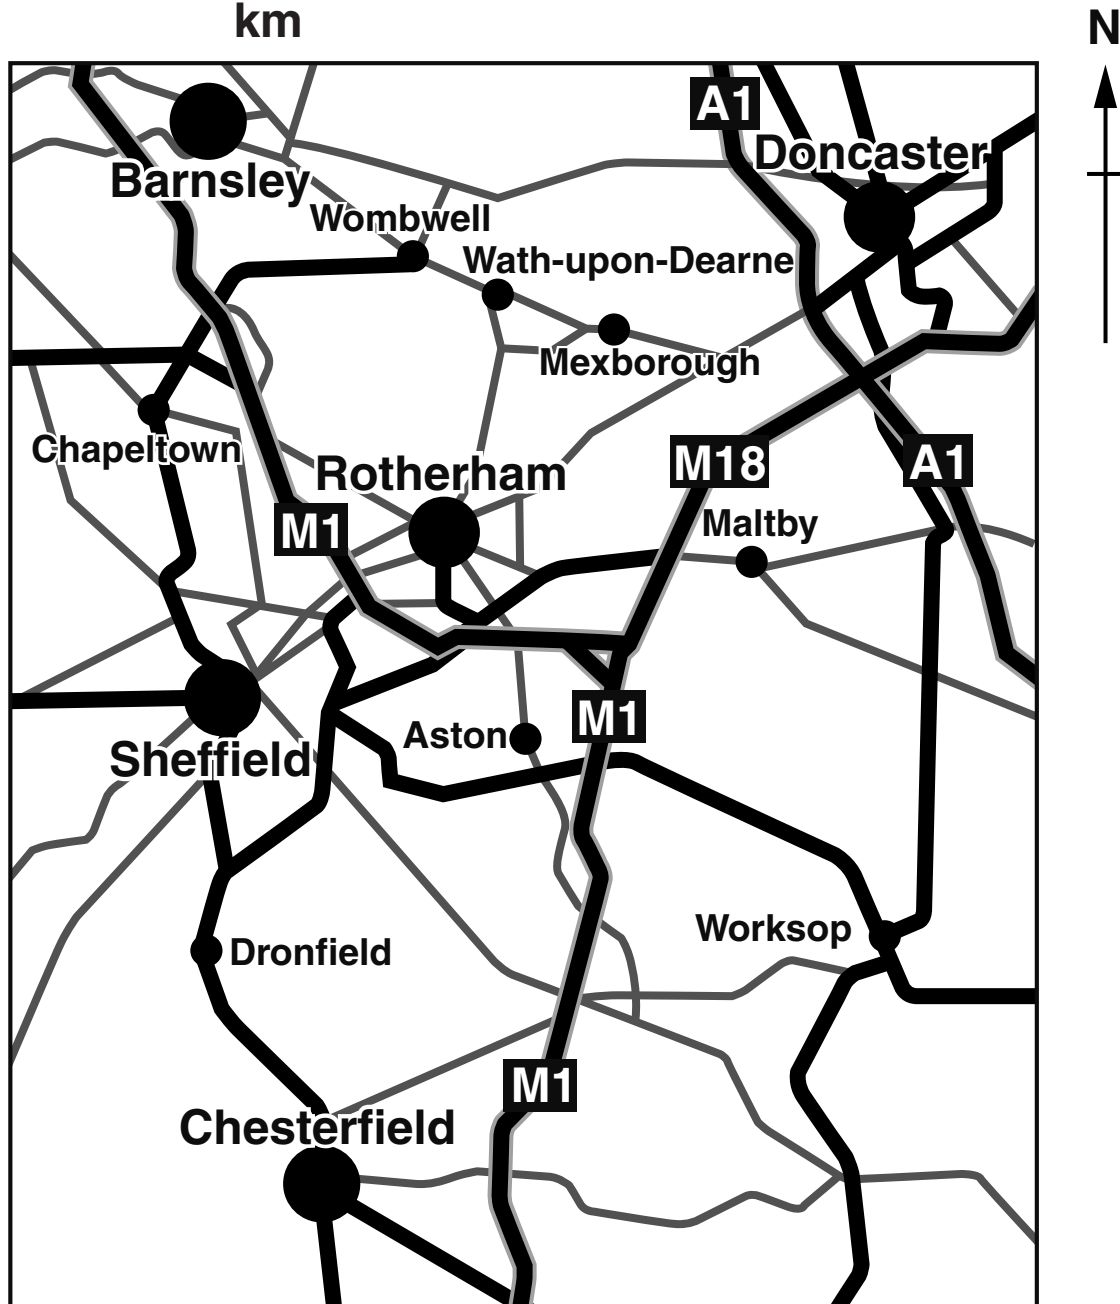 km
N
A1
Doncaster
Barnsley
Wombwell
Wath-upon-Dearne
Mexborough
Chapeltown
Rotherham
M18
A1
M1
Maltby
M1
Aston
Sheffield
Worksop
Dronfield
M1
Chesterfield